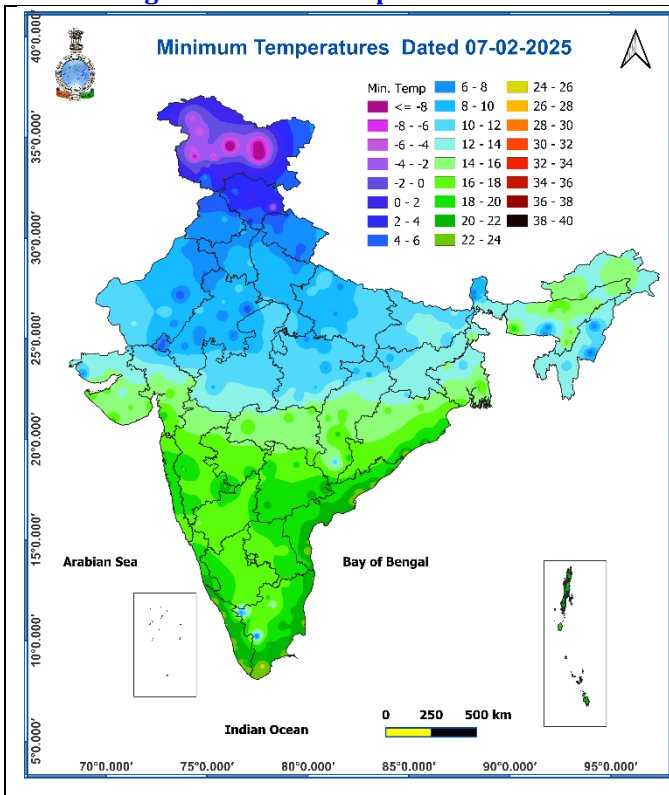 Minimum Temperatures Dated 07-02-2025
Min. Temp
<= -8
-8 - -6
-6 - -4
-4 - -2
-2 - 0
0 - 2
2 - 4
4 - 6
6 - 8
8 - 10
10 - 12
12 - 14
14 - 16
16 - 18
18 - 20
20 - 22
22 - 24
24 - 26
26 - 28
28 - 30
30 - 32
32 - 34
34 - 36
36 - 38
38 - 40
40°0.000'
35°0.000'
30°0.000'
25°0.000'
20°0.000'
15°0.000'
10°0.000'
5°0.000'
Arabian Sea
Bay of Bengal
Indian Ocean
0 250 500 km
70°0.000' 75°0.000' 80°0.000' 85°0.000' 90°0.000' 95°0.000'